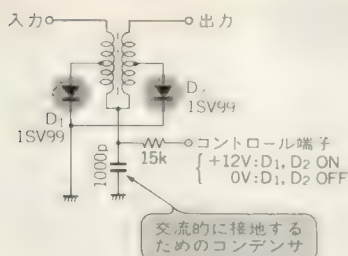 入力
出力
D₁
1SV99
D
1SV99
1000p
15k
コントロール端子
+12V:D₁, D₂ ON
0V:D₁, D₂ OFF
交流的に接地する
ためのコンデンサ